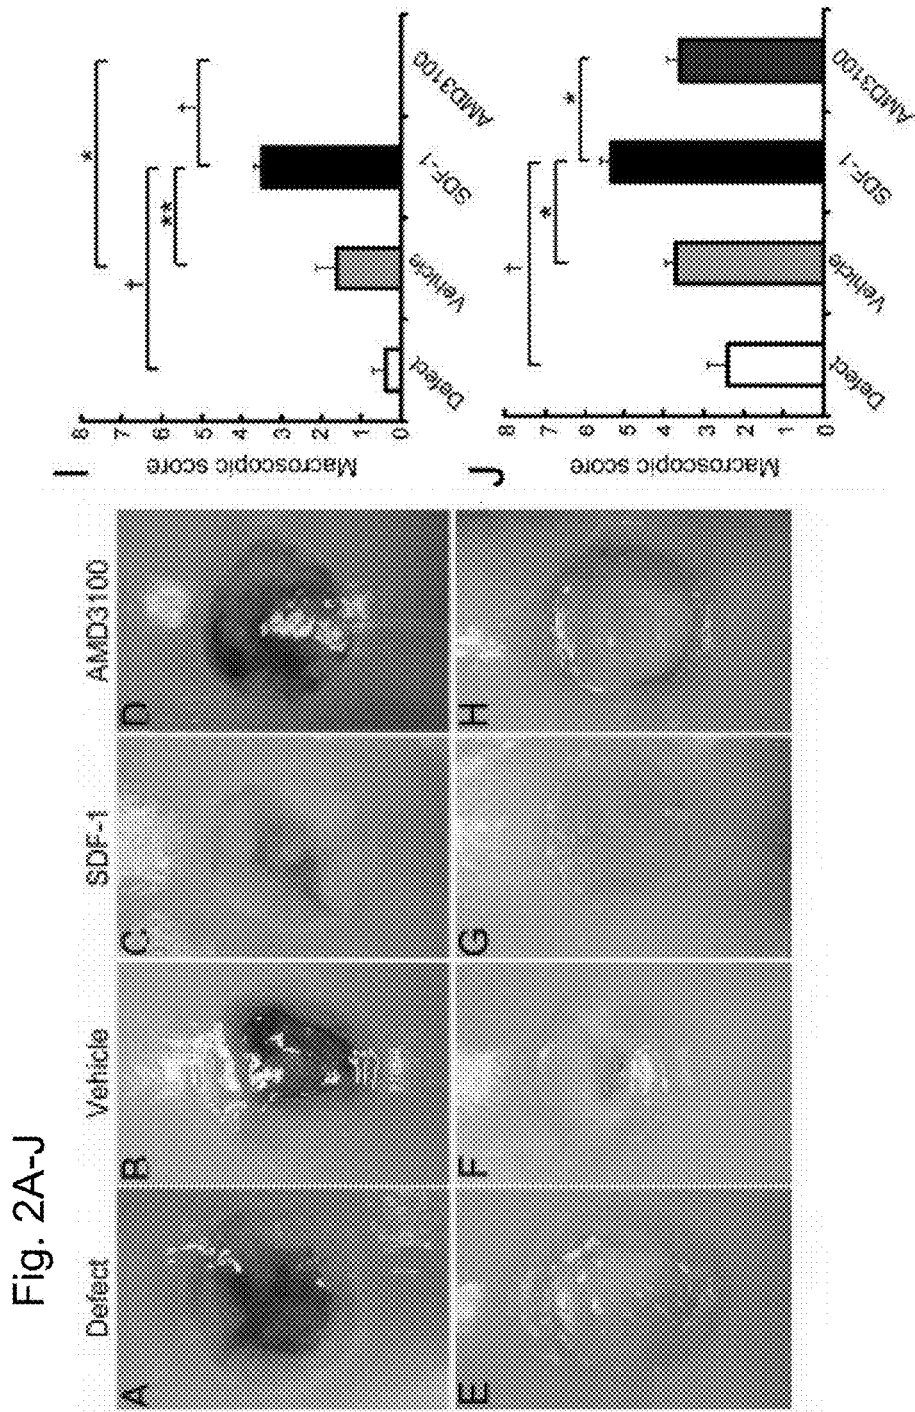 Fig. 2A-J
Defect
Vehicle
SDF-1
AMD3100
A
B
C
D
E
F
G
H
I
Macroscopic score
8
7
6
5
4
3
2
1
0
*
†
**
†
Defect
Vehicle
SDF-1
AMD3100
J
Macroscopic score
8
7
6
5
4
3
2
1
0
†
*
*
Defect
Vehicle
SDF-1
AMD3100